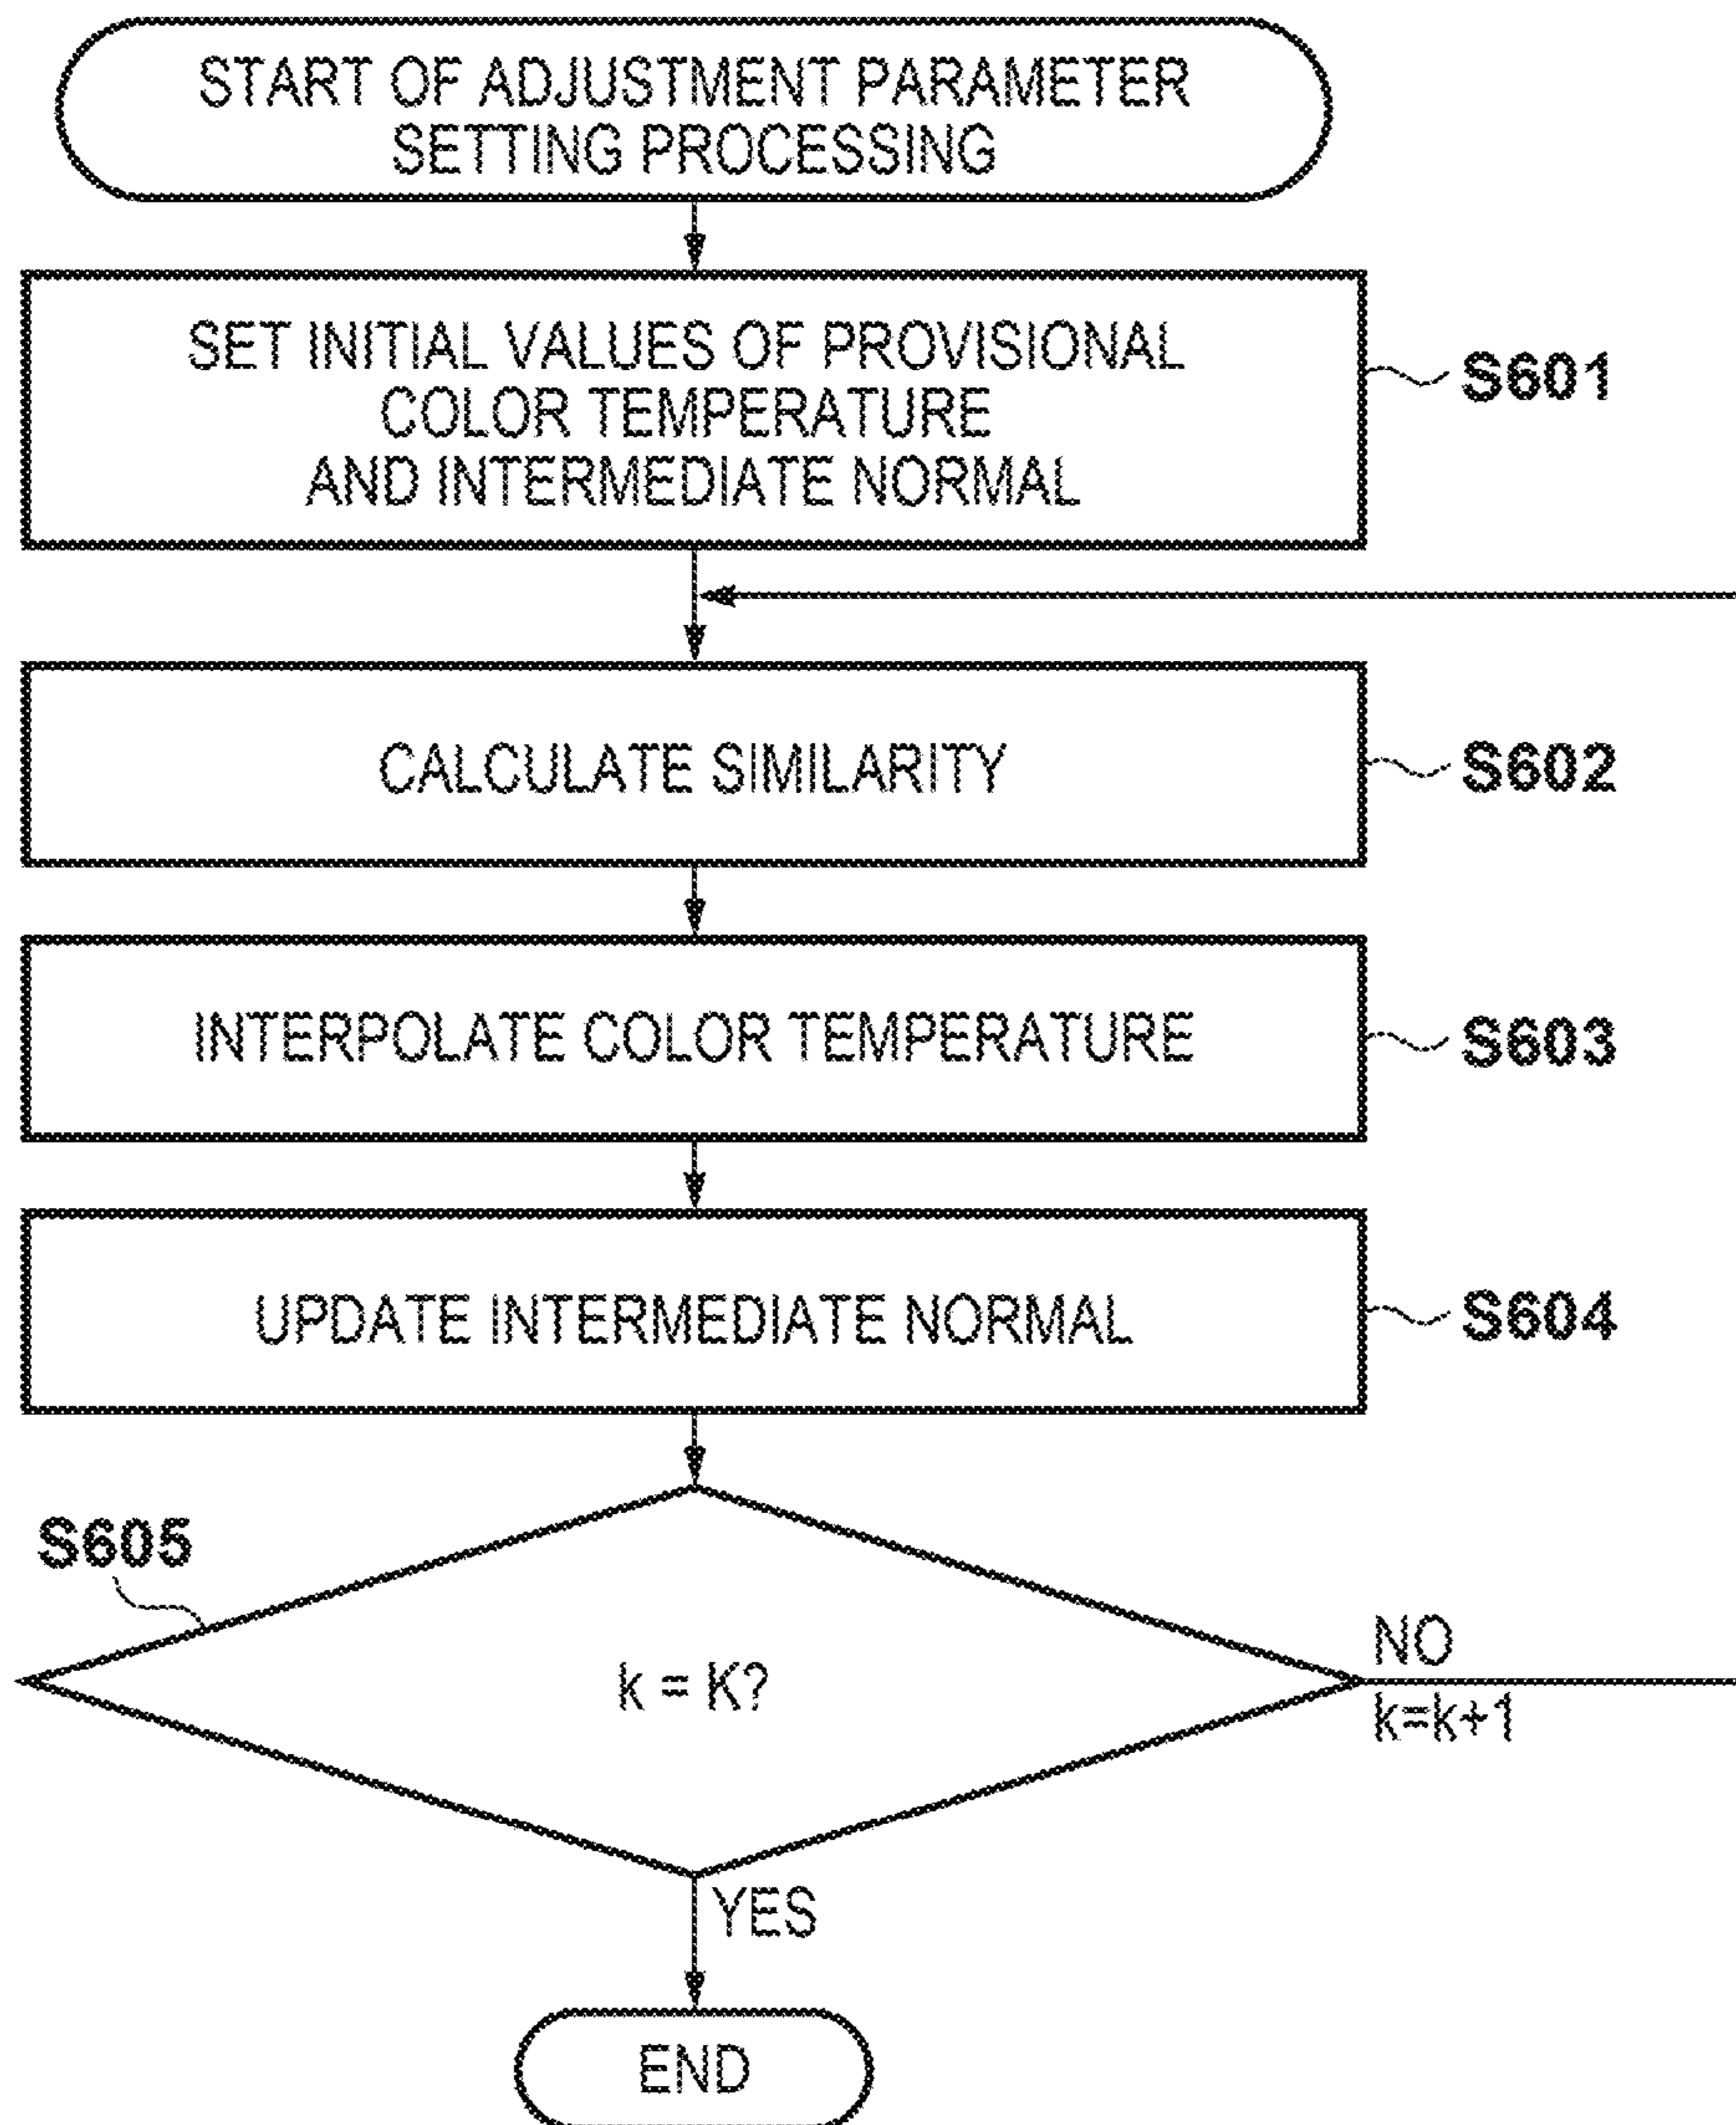 START OF ADJUSTMENT PARAMETER
SETTING PROCESSING
SET INITIAL VALUES OF PROVISIONAL
COLOR TEMPERATURE
AND INTERMEDIATE NORMAL
S601
CALCULATE SIMILARITY
S602
INTERPOLATE COLOR TEMPERATURE
S603
UPDATE INTERMEDIATE NORMAL
S604
S605
k = K?
NO
k=k+1
YES
END